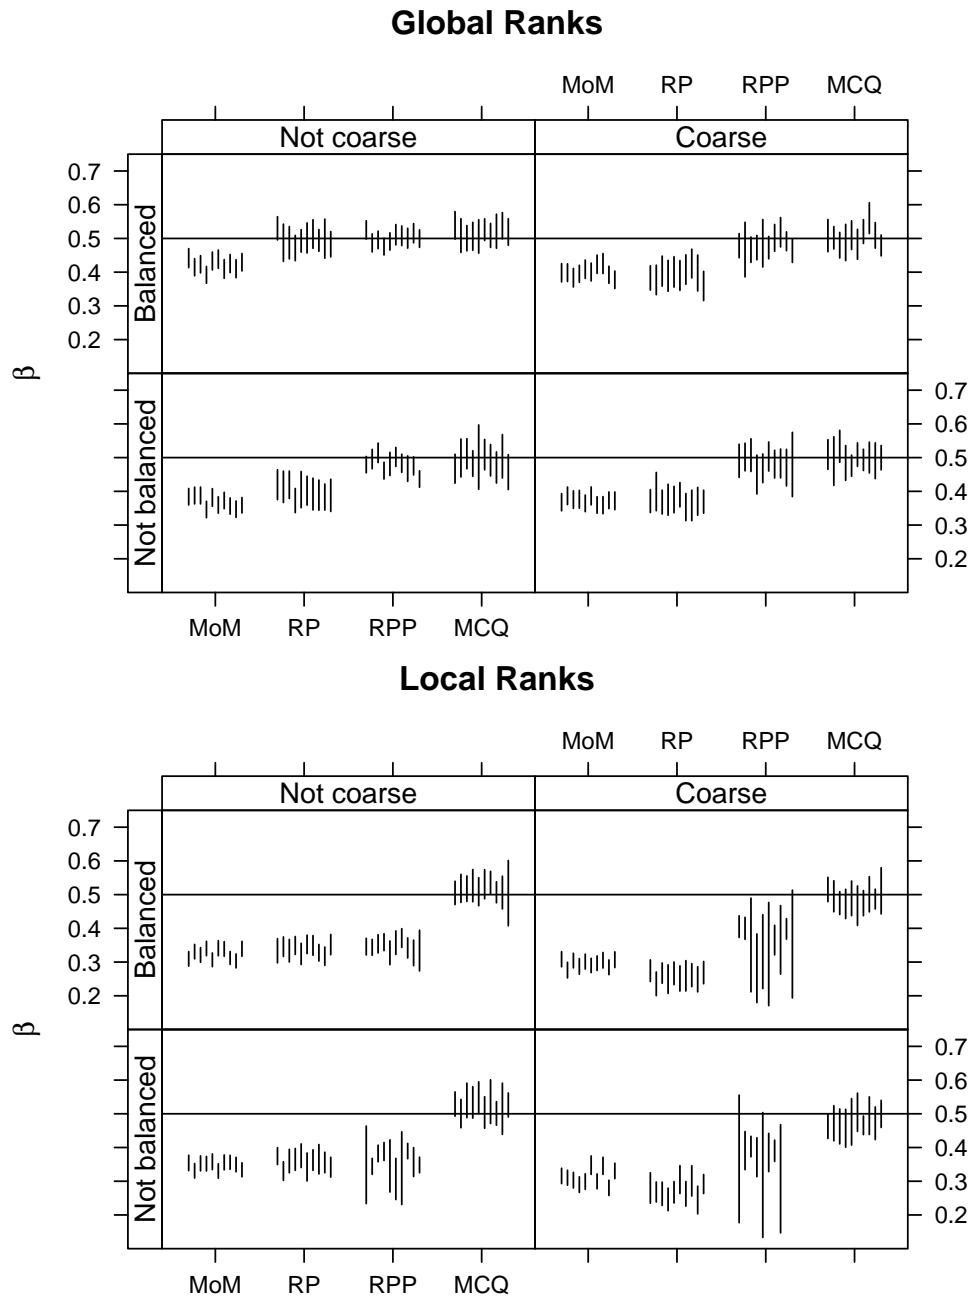 Global Ranks
MoM RP RPP MCQ
Not coarse Coarse
Balanced
0.7
0.6
0.5
0.4
0.3
0.2
β
Not balanced
0.7
0.6
0.5
0.4
0.3
0.2
MoM RP RPP MCQ
Local Ranks
MoM RP RPP MCQ
Not coarse Coarse
Balanced
0.7
0.6
0.5
0.4
0.3
0.2
β
Not balanced
0.7
0.6
0.5
0.4
0.3
0.2
MoM RP RPP MCQ